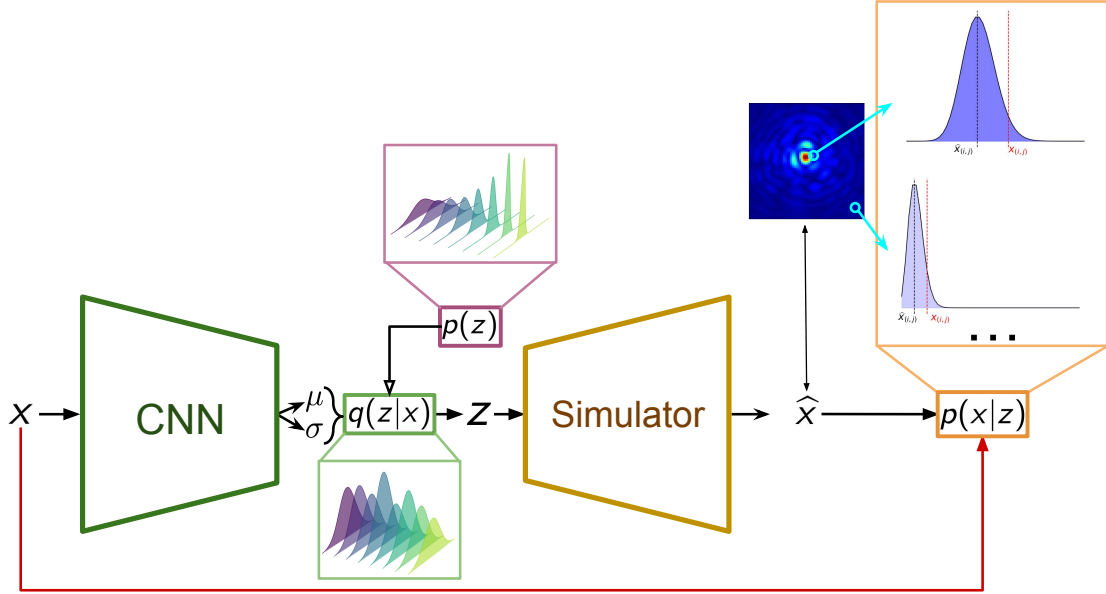 x̂(i,j) x(i,j)
x̂(i,j) x(i,j)
...
p(z)
x
CNN
μ
σ
q(z|x)
z
Simulator
x̂
p(x|z)